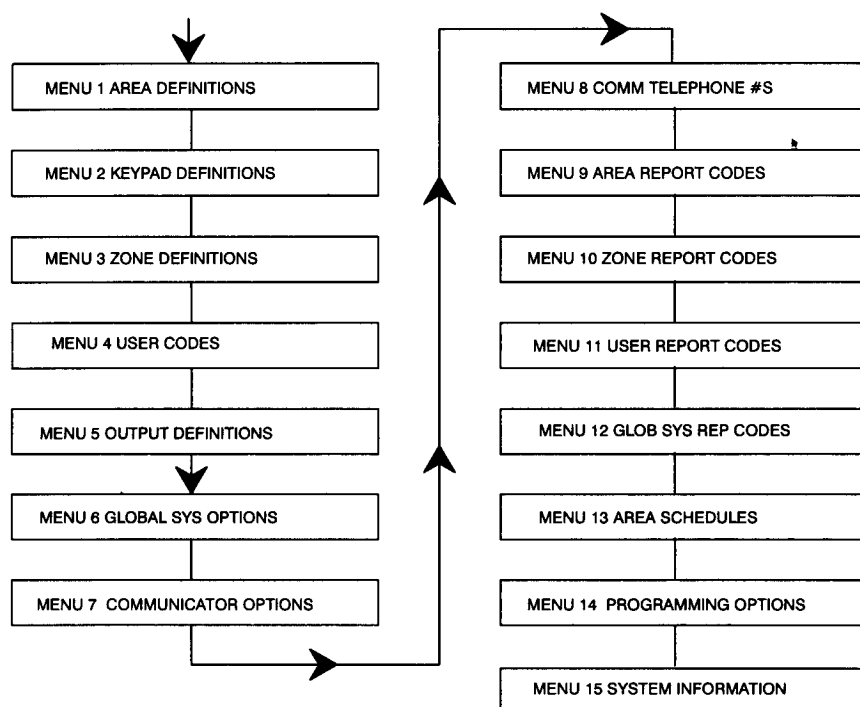 MENU 1 AREA DEFINITIONS
MENU 2 KEYPAD DEFINITIONS
MENU 3 ZONE DEFINITIONS
MENU 4 USER CODES
MENU 5 OUTPUT DEFINITIONS
MENU 6 GLOBAL SYS OPTIONS
MENU 7 COMMUNICATOR OPTIONS
MENU 8 COMM TELEPHONE #S
MENU 9 AREA REPORT CODES
MENU 10 ZONE REPORT CODES
MENU 11 USER REPORT CODES
MENU 12 GLOB SYS REP CODES
MENU 13 AREA SCHEDULES
MENU 14 PROGRAMMING OPTIONS
MENU 15 SYSTEM INFORMATION